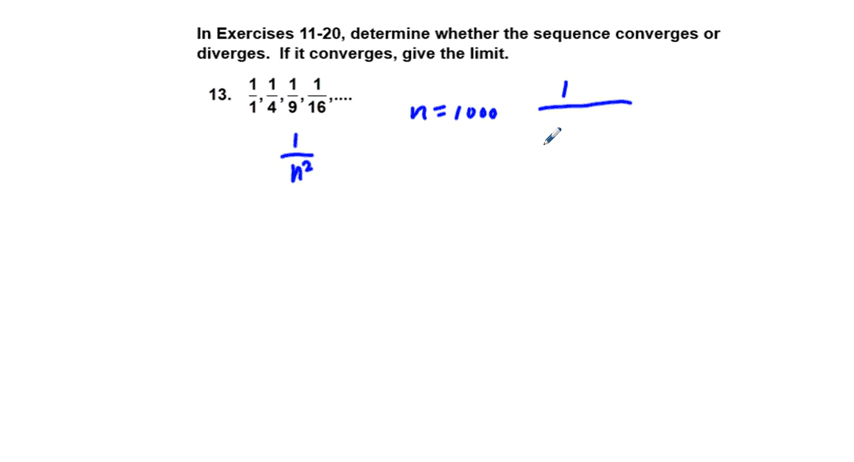 In Exercises 11-20, determine whether the sequence converges or
diverges. If it converges, give the limit.
13. 1/1, 1/4, 1/9, 1/16, ....
n = 1000
1
1/n²